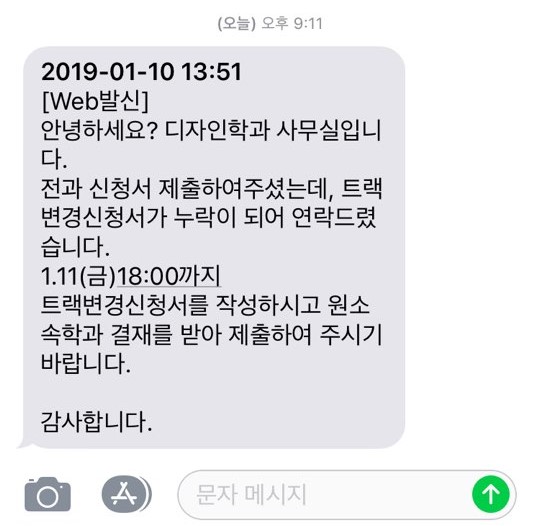 (오늘) 오후 9:11
2019-01-10 13:51
[Web발신]
안녕하세요? 디자인학과 사무실입니
다.
전과 신청서 제출하여주셨는데, 트랙
변경신청서가 누락이 되어 연락드렸
습니다.
1.11(금)18:00까지
트랙변경신청서를 작성하시고 원소
속학과 결재를 받아 제출하여 주시기
바랍니다.
감사합니다.
문자 메시지